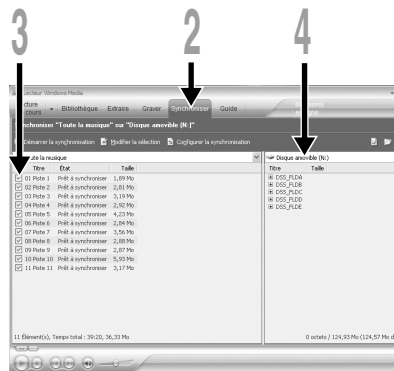 3 2 4
Lecteur Windows Media
cture
cours Bibliothèque Extraire Graver Synchroniser Guide
nchroniser "Toute la musique" sur "Disque amovible (N:)"
Démarrer la synchronisation Modifier la sélection Configurer la synchronisation
oute la musique Disque amovible (N:)
Titre État Taille Titre Taille
01 Piste 1 Prêt à synchroniser 1,89 Mo DSS_FLDA
02 Piste 2 Prêt à synchroniser 2,81 Mo DSS_FLDB
03 Piste 3 Prêt à synchroniser 3,19 Mo DSS_FLDC
04 Piste 4 Prêt à synchroniser 2,92 Mo DSS_FLDD
05 Piste 5 Prêt à synchroniser 4,23 Mo DSS_FLDE
06 Piste 6 Prêt à synchroniser 2,84 Mo
07 Piste 7 Prêt à synchroniser 3,56 Mo
08 Piste 8 Prêt à synchroniser 2,88 Mo
09 Piste 9 Prêt à synchroniser 2,87 Mo
10 Piste 10 Prêt à synchroniser 5,93 Mo
11 Piste 11 Prêt à synchroniser 3,17 Mo
11 Élément(s), Temps total : 39:20, 36,33 Mo 0 octets / 124,93 Mo (124,57 Mo d